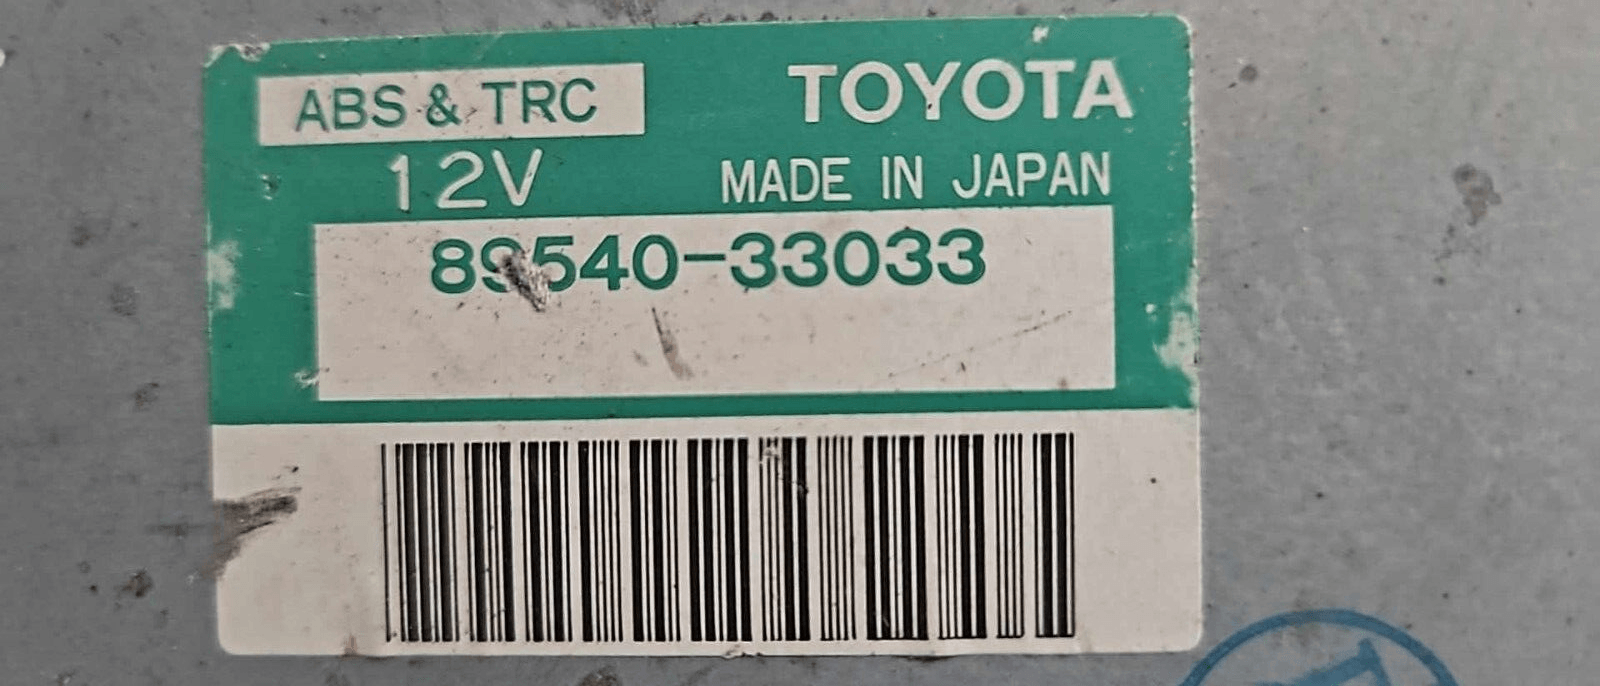 ABS & TRC TOYOTA
12V MADE IN JAPAN
89540-33033